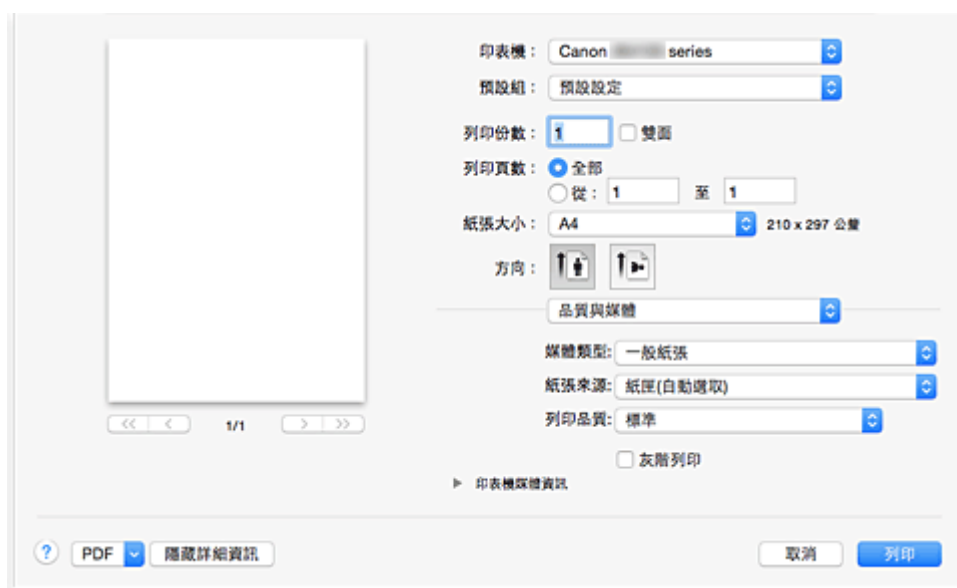 印表機： Canon series
預設組： 預設設定
列印份數： 1 雙面
列印頁數： 全部
從： 1 至 1
紙張大小： A4 210 x 297 公釐
方向：
品質與媒體
媒體類型: 一般紙張
紙張來源: 紙匣(自動選取)
列印品質: 標準
灰階列印
1/1
印表機媒體資訊
? PDF 隱藏詳細資訊 取消 列印